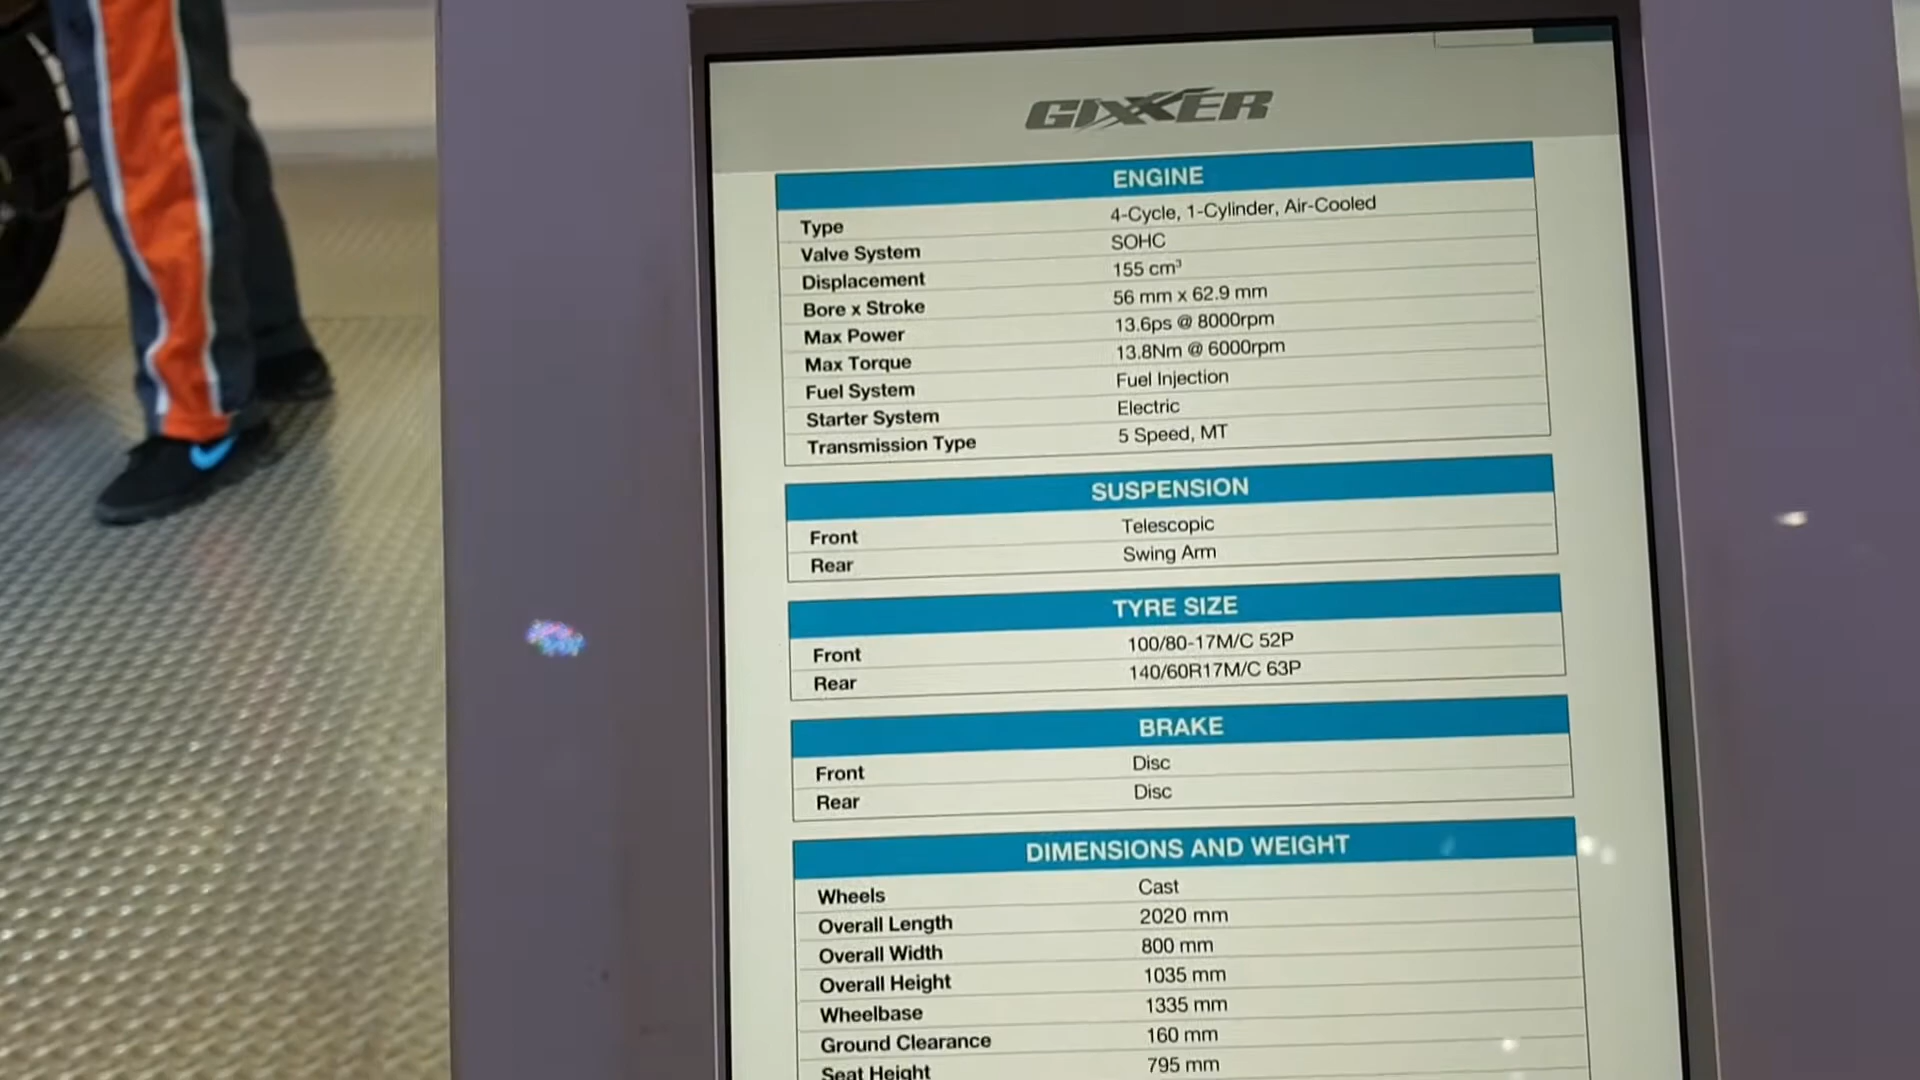 GIXXER
ENGINE
Type 4-Cycle, 1-Cylinder, Air-Cooled
Valve System SOHC
Displacement 155 cm³
Bore x Stroke 56 mm x 62.9 mm
Max Power 13.6ps @ 8000rpm
Max Torque 13.8Nm @ 6000rpm
Fuel System Fuel Injection
Starter System Electric
Transmission Type 5 Speed, MT
SUSPENSION
Front Telescopic
Rear Swing Arm
TYRE SIZE
Front 100/80-17M/C 52P
Rear 140/60R17M/C 63P
BRAKE
Front Disc
Rear Disc
DIMENSIONS AND WEIGHT
Wheels Cast
Overall Length 2020 mm
Overall Width 800 mm
Overall Height 1035 mm
Wheelbase 1335 mm
Ground Clearance 160 mm
Seat Height 795 mm